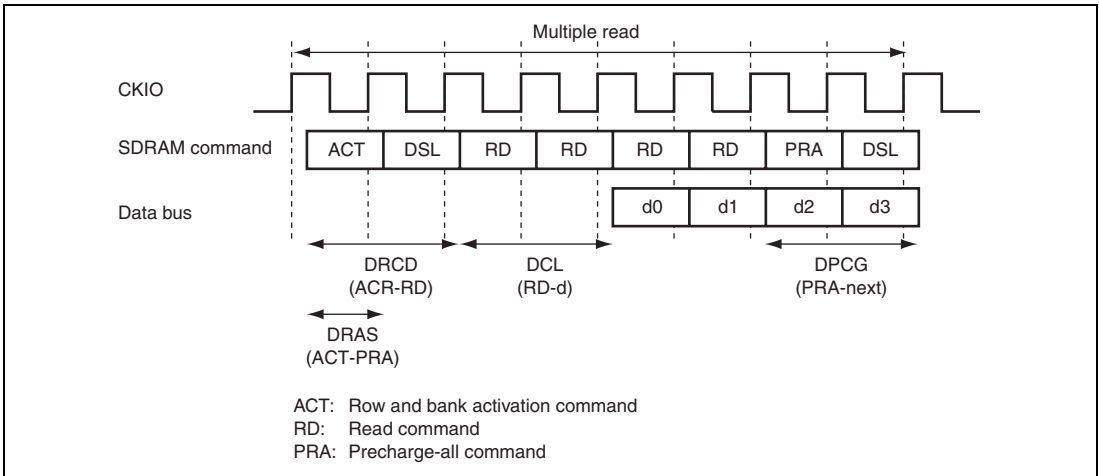 Multiple read
CKIO
SDRAM command ACT DSL RD RD RD RD PRA DSL
Data bus d0 d1 d2 d3
DRCD DCL DPCG
(ACR-RD) (RD-d) (PRA-next)
DRAS
(ACT-PRA)
ACT: Row and bank activation command
RD: Read command
PRA: Precharge-all command